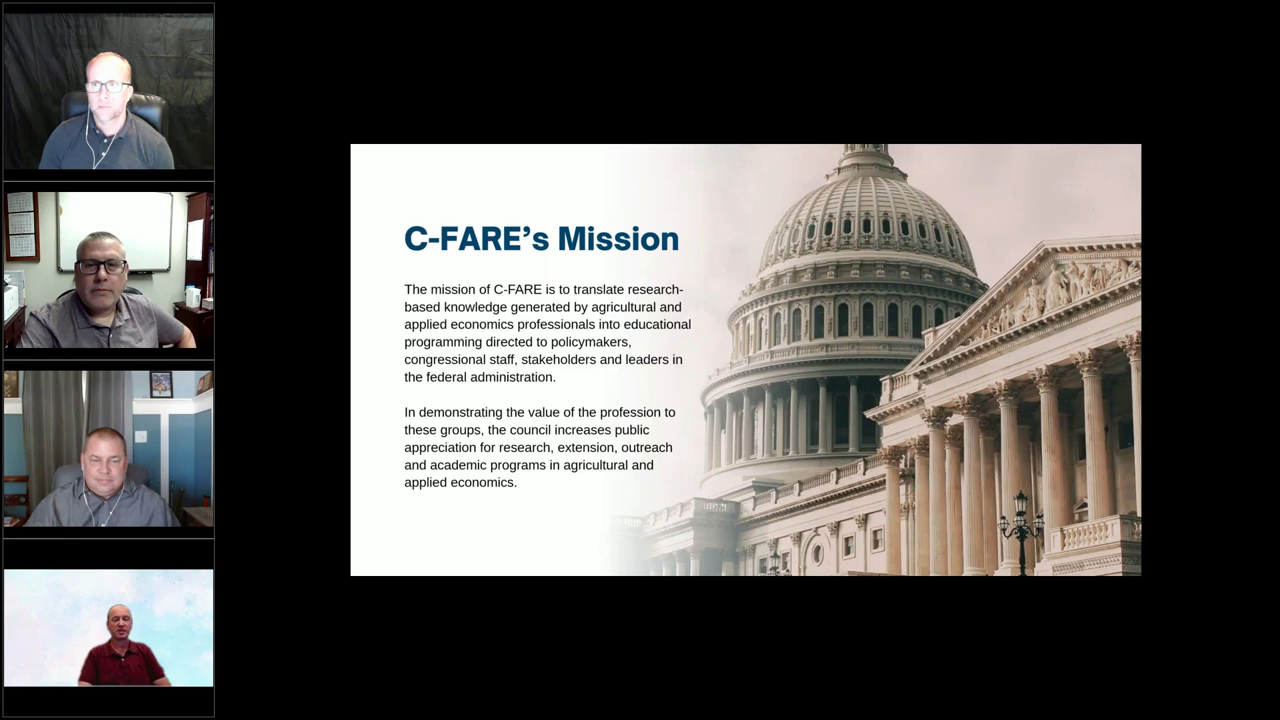 C-FARE’s Mission
The mission of C-FARE is to translate research-
based knowledge generated by agricultural and
applied economics professionals into educational
programming directed to policymakers,
congressional staff, stakeholders and leaders in
the federal administration.
In demonstrating the value of the profession to
these groups, the council increases public
appreciation for research, extension, outreach
and academic programs in agricultural and
applied economics.